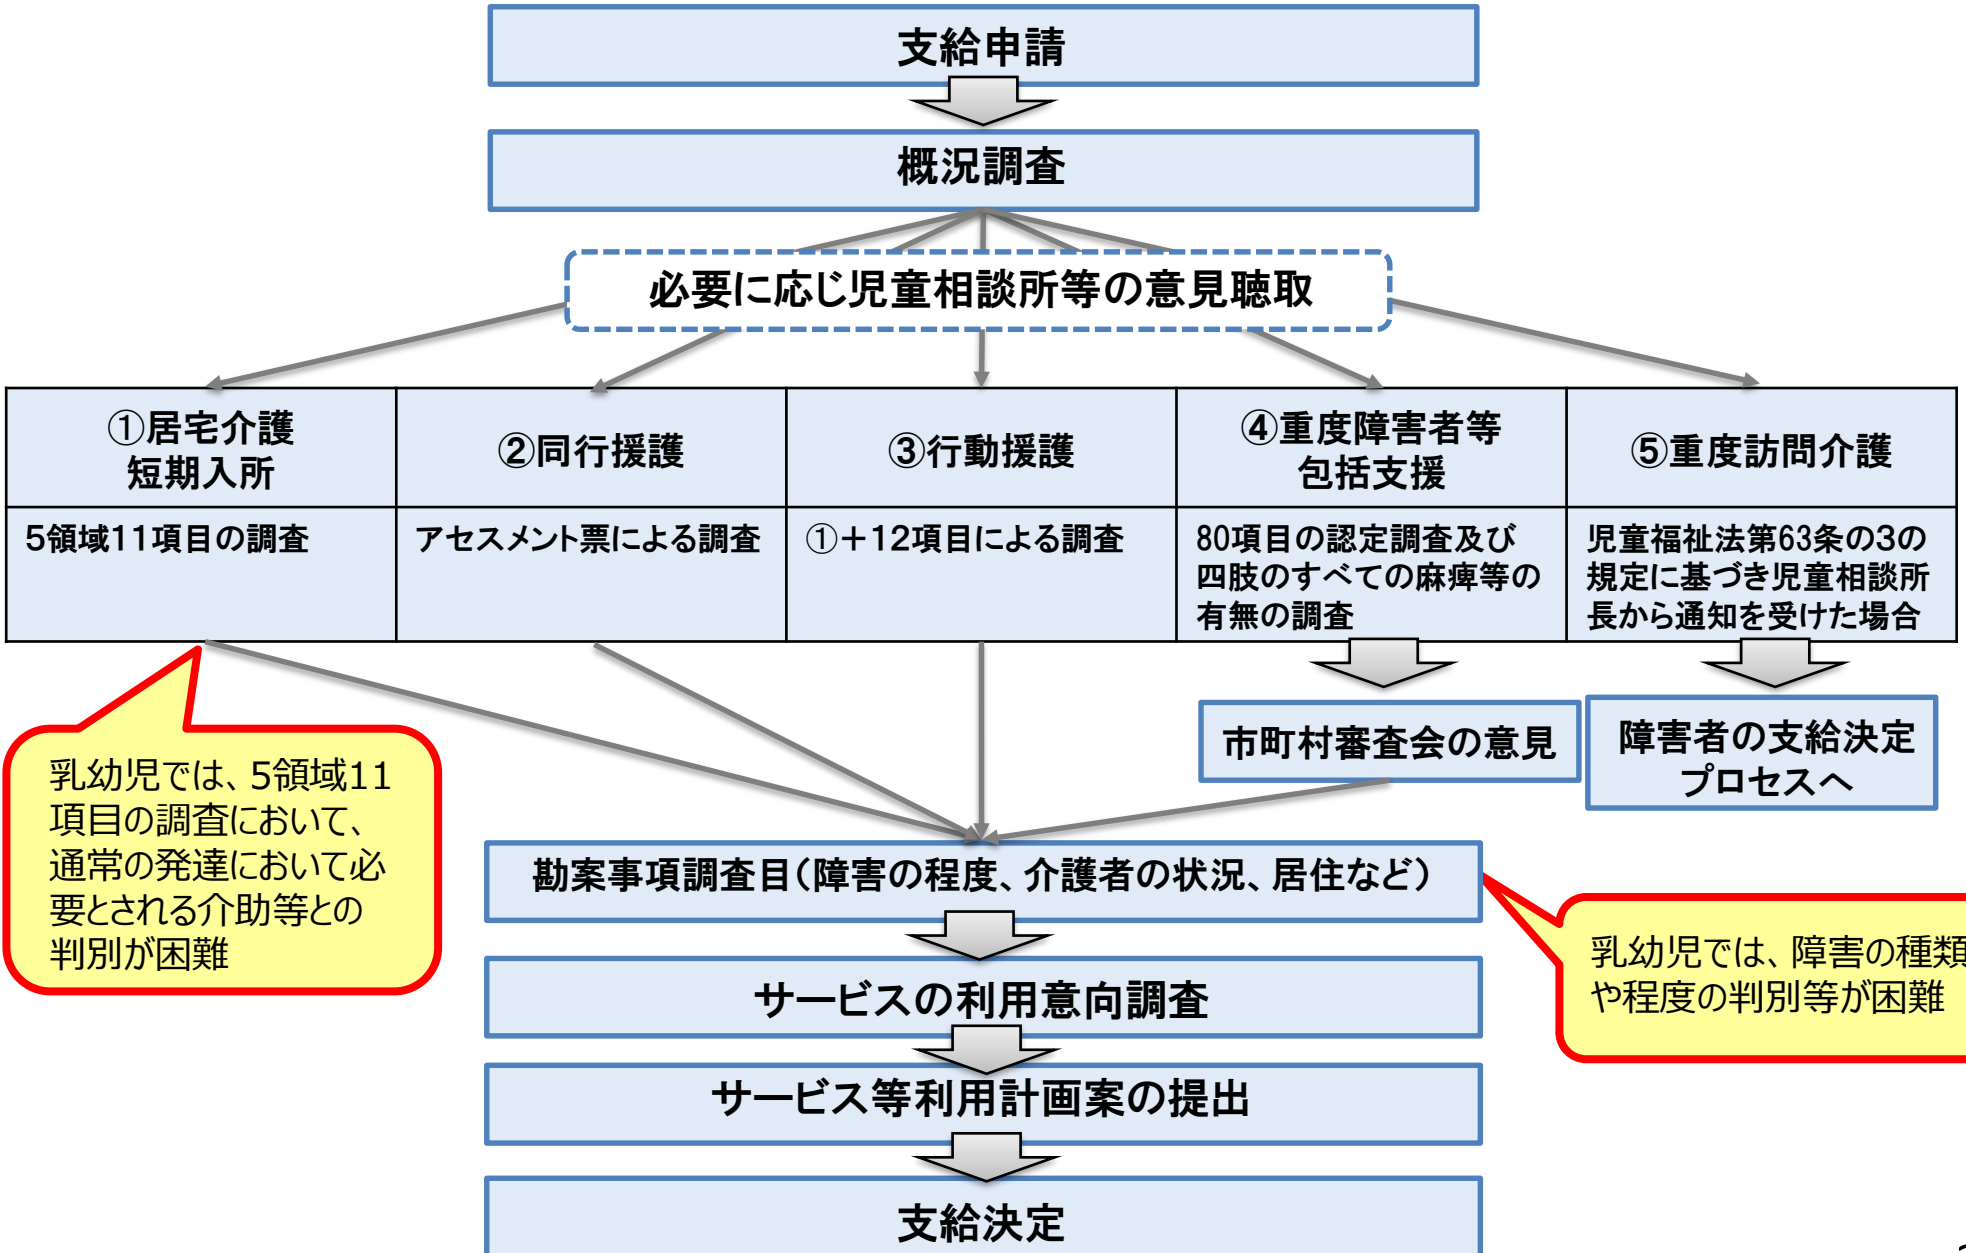 支給申請
概況調査
必要に応じ児童相談所等の意見聴取
①居宅介護
短期入所
②同行援護
③行動援護
④重度障害者等
包括支援
⑤重度訪問介護
5領域11項目の調査
アセスメント票による調査
①＋12項目による調査
80項目の認定調査及び
四肢のすべての麻痺等の
有無の調査
児童福祉法第63条の3の
規定に基づき児童相談所
長から通知を受けた場合
市町村審査会の意見
障害者の支給決定
プロセスへ
乳幼児では、5領域11
項目の調査において、
通常の発達において必
要とされる介助等との
判別が困難
勘案事項調査目（障害の程度、介護者の状況、居住など）
乳幼児では、障害の種類
や程度の判別等が困難
サービスの利用意向調査
サービス等利用計画案の提出
支給決定